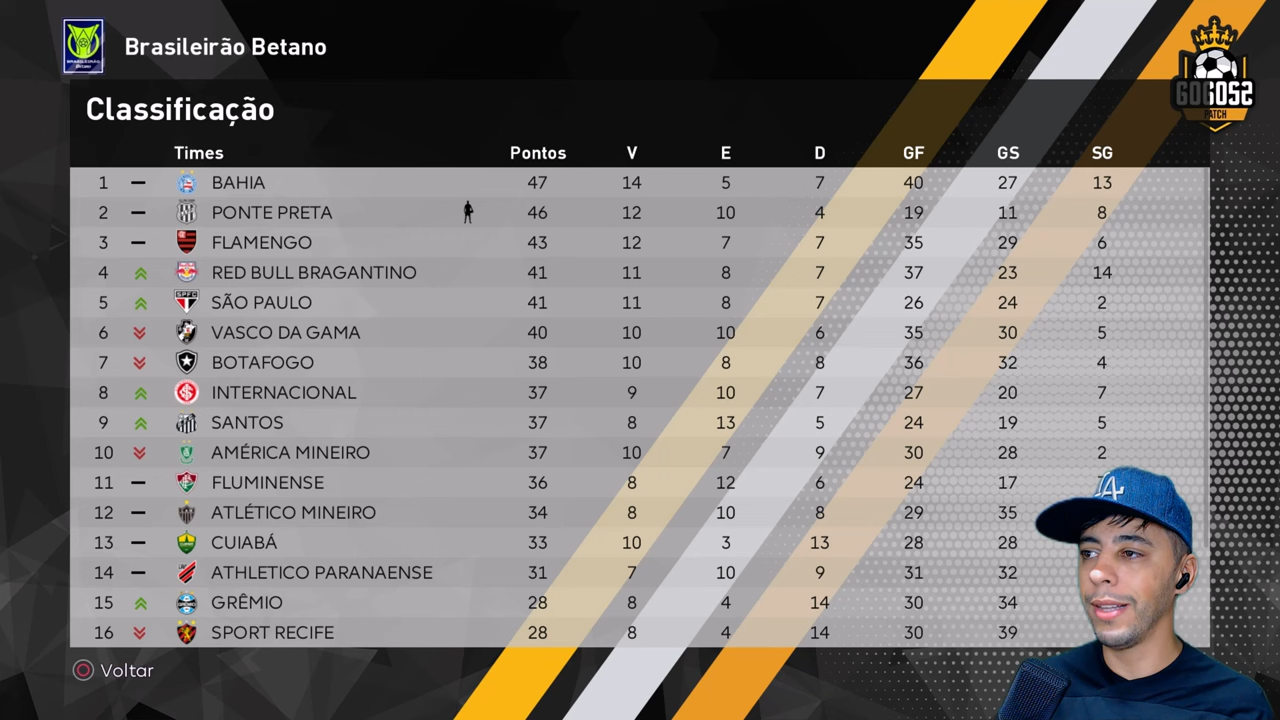 Brasileirão Betano
GOGOS2
PATCH
Classificação
Times Pontos V E D GF GS SG
1 BAHIA 47 14 5 7 40 27 13
2 PONTE PRETA 46 12 10 4 19 11 8
3 FLAMENGO 43 12 7 7 35 29 6
4 RED BULL BRAGANTINO 41 11 8 7 37 23 14
5 SÃO PAULO 41 11 8 7 26 24 2
6 VASCO DA GAMA 40 10 10 6 35 30 5
7 BOTAFOGO 38 10 8 8 36 32 4
8 INTERNACIONAL 37 9 10 7 27 20 7
9 SANTOS 37 8 13 5 24 19 5
10 AMÉRICA MINEIRO 37 10 7 9 30 28 2
11 FLUMINENSE 36 8 12 6 24 17
12 ATLÉTICO MINEIRO 34 8 10 8 29 35
13 CUIABÁ 33 10 3 13 28 28
14 ATHLETICO PARANAENSE 31 7 10 9 31 32
15 GRÊMIO 28 8 4 14 30 34
16 SPORT RECIFE 28 8 4 14 30 39
LA
Voltar